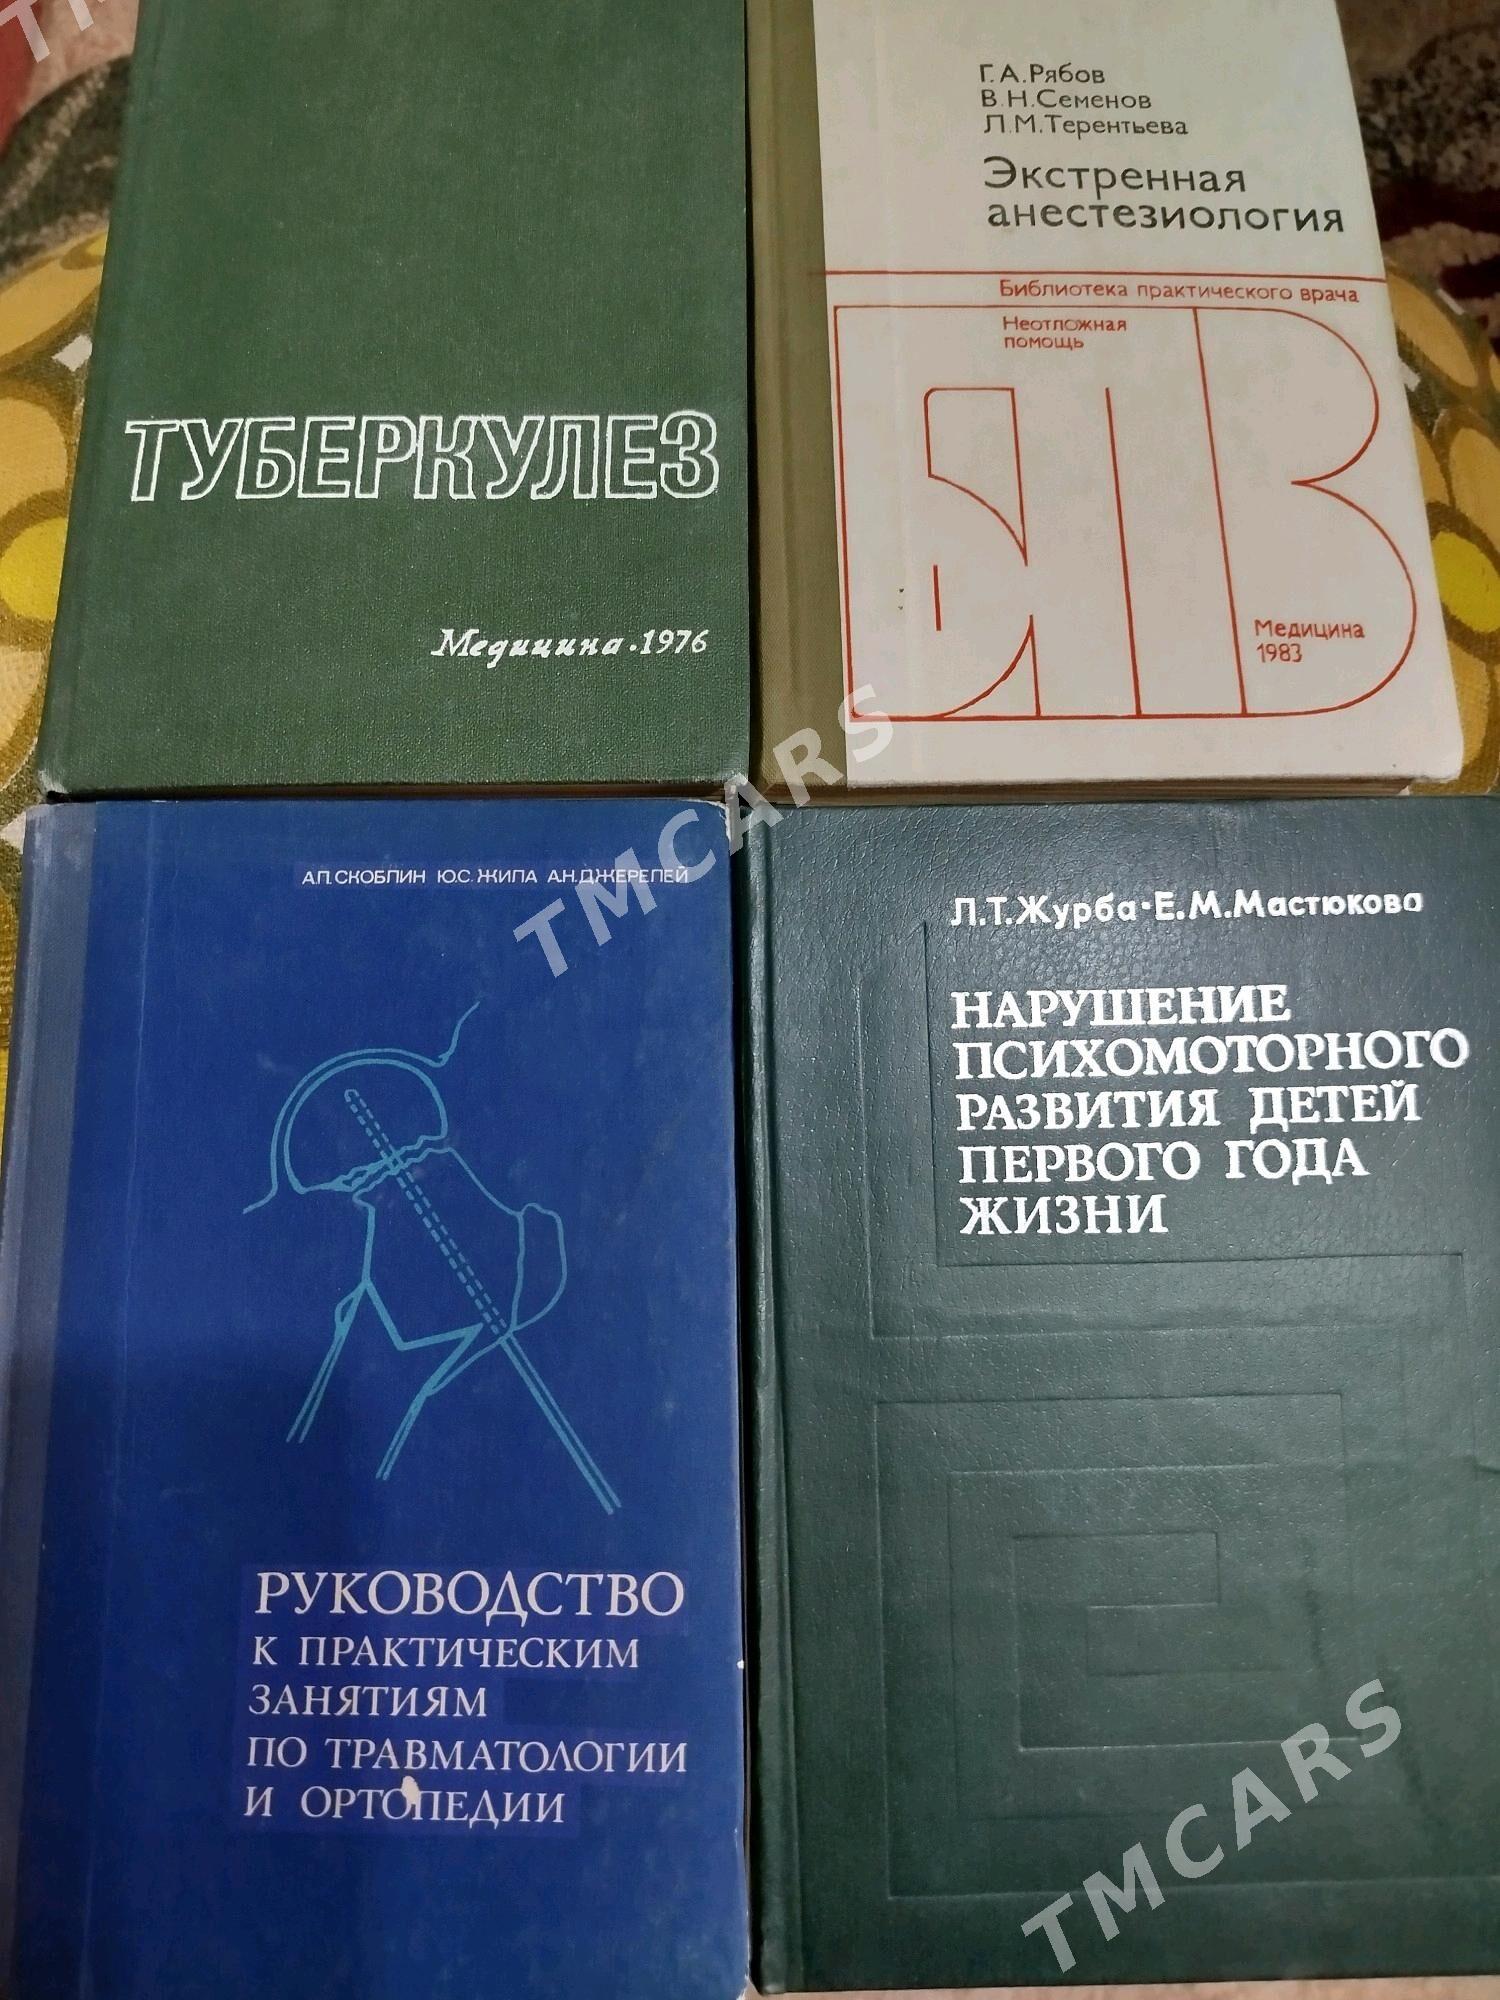 ТУБЕРКУЛЕЗ
Медицина·1976
Г.А.Рябов
В.Н.Семенов
Л.М.Терентьева
Экстренная
анестезиология
Библиотека практического врача
Неотложная
помощь
БПВ
Медицина
1983
А.П.СКОБЛИН Ю.С.ЖИЛА А.Н.ДЖЕРЕЛЕЙ
РУКОВОДСТВО
К ПРАКТИЧЕСКИМ
ЗАНЯТИЯМ
ПО ТРАВМАТОЛОГИИ
И ОРТОПЕДИИ
Л.Т.Журба·Е.М.Мастюкова
НАРУШЕНИЕ
ПСИХОМОТОРНОГО
РАЗВИТИЯ ДЕТЕЙ
ПЕРВОГО ГОДА
ЖИЗНИ
TMCARS
TMCARS